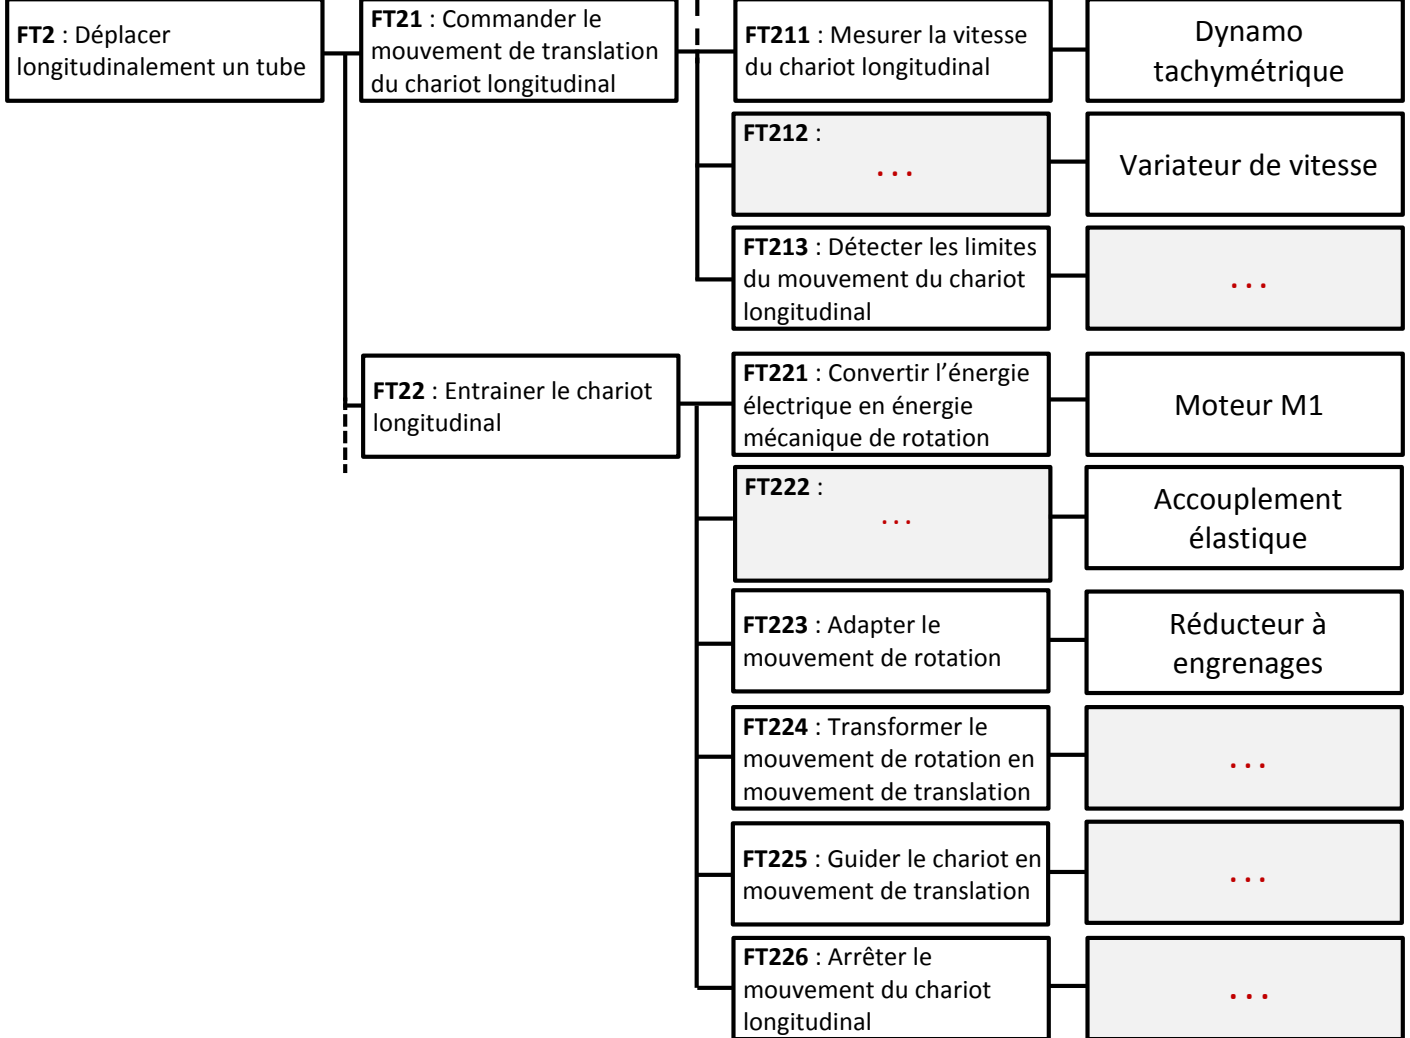 FT2 : Déplacer
longitudinalement un tube
FT21 : Commander le
mouvement de translation
du chariot longitudinal
FT211 : Mesurer la vitesse
du chariot longitudinal
Dynamo
tachymétrique
FT212 :
...
Variateur de vitesse
FT213 : Détecter les limites
du mouvement du chariot
longitudinal
...
FT22 : Entrainer le chariot
longitudinal
FT221 : Convertir l’énergie
électrique en énergie
mécanique de rotation
Moteur M1
FT222 :
...
Accouplement
élastique
FT223 : Adapter le
mouvement de rotation
Réducteur à
engrenages
FT224 : Transformer le
mouvement de rotation en
mouvement de translation
...
FT225 : Guider le chariot en
mouvement de translation
...
FT226 : Arrêter le
mouvement du chariot
longitudinal
...